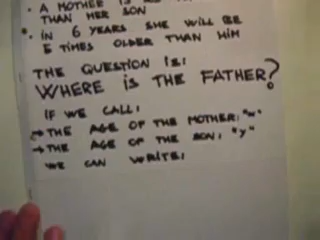 • A MOTHER IS
THAN HER SON
• IN 6 YEARS SHE WILL BE
5 TIMES OLDER THAN HIM
THE QUESTION IS:
WHERE IS THE FATHER?
IF WE CALL:
→ THE AGE OF THE MOTHER: "x"
→ THE AGE OF THE SON: "y"
WE CAN WRITE: